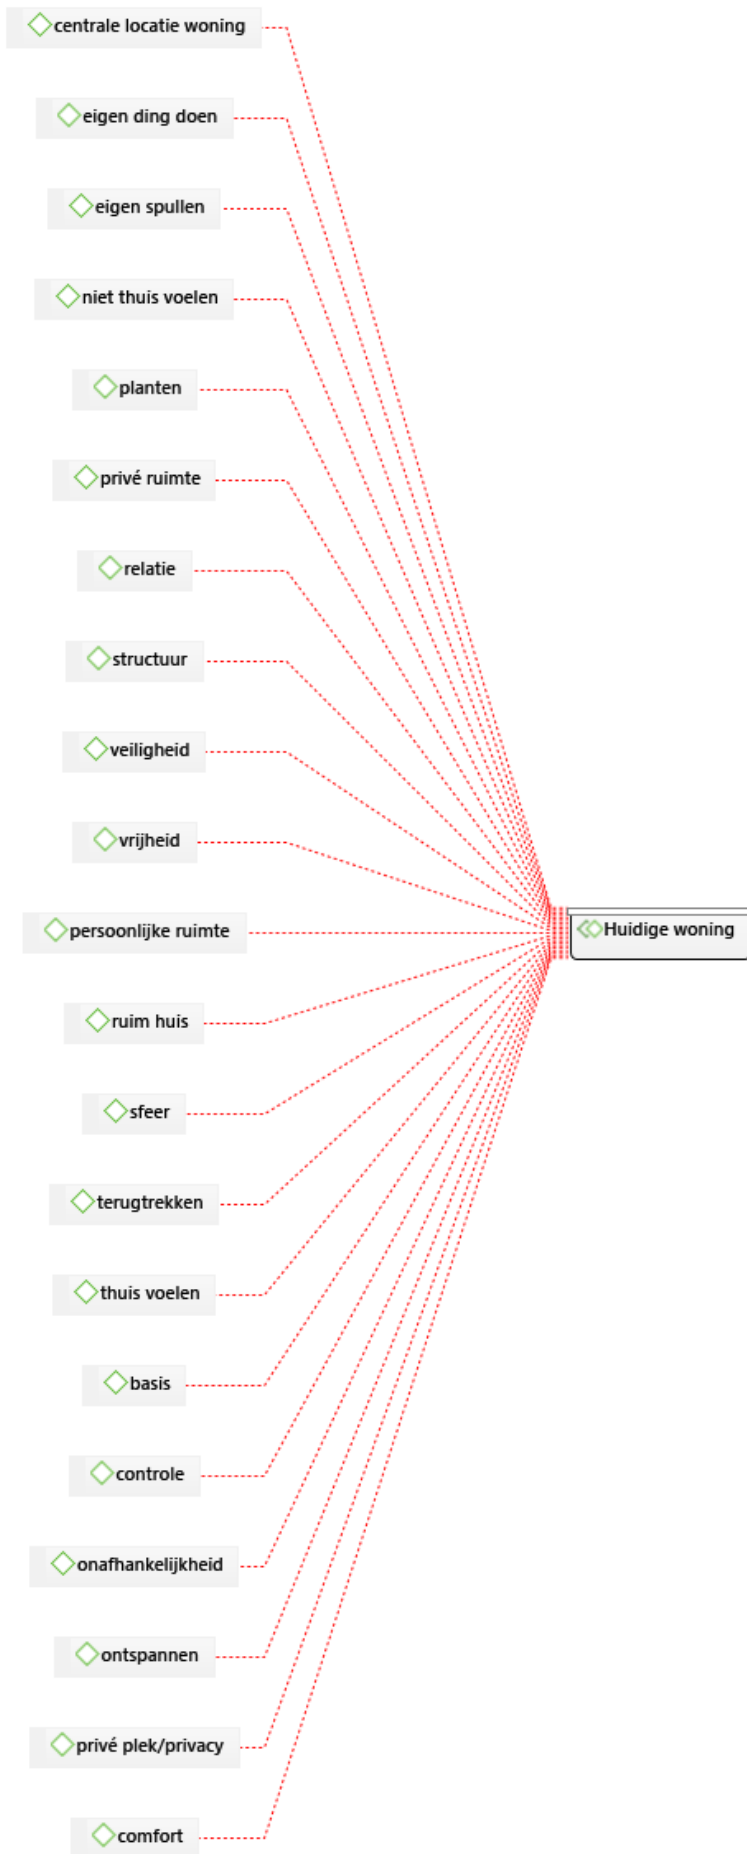 centrale locatie woning
eigen ding doen
eigen spullen
niet thuis voelen
planten
privé ruimte
relatie
structuur
veiligheid
vrijheid
persoonlijke ruimte
Huidige woning
ruim huis
sfeer
terugtrekken
thuis voelen
basis
controle
onafhankelijkheid
ontspannen
privé plek/privacy
comfort